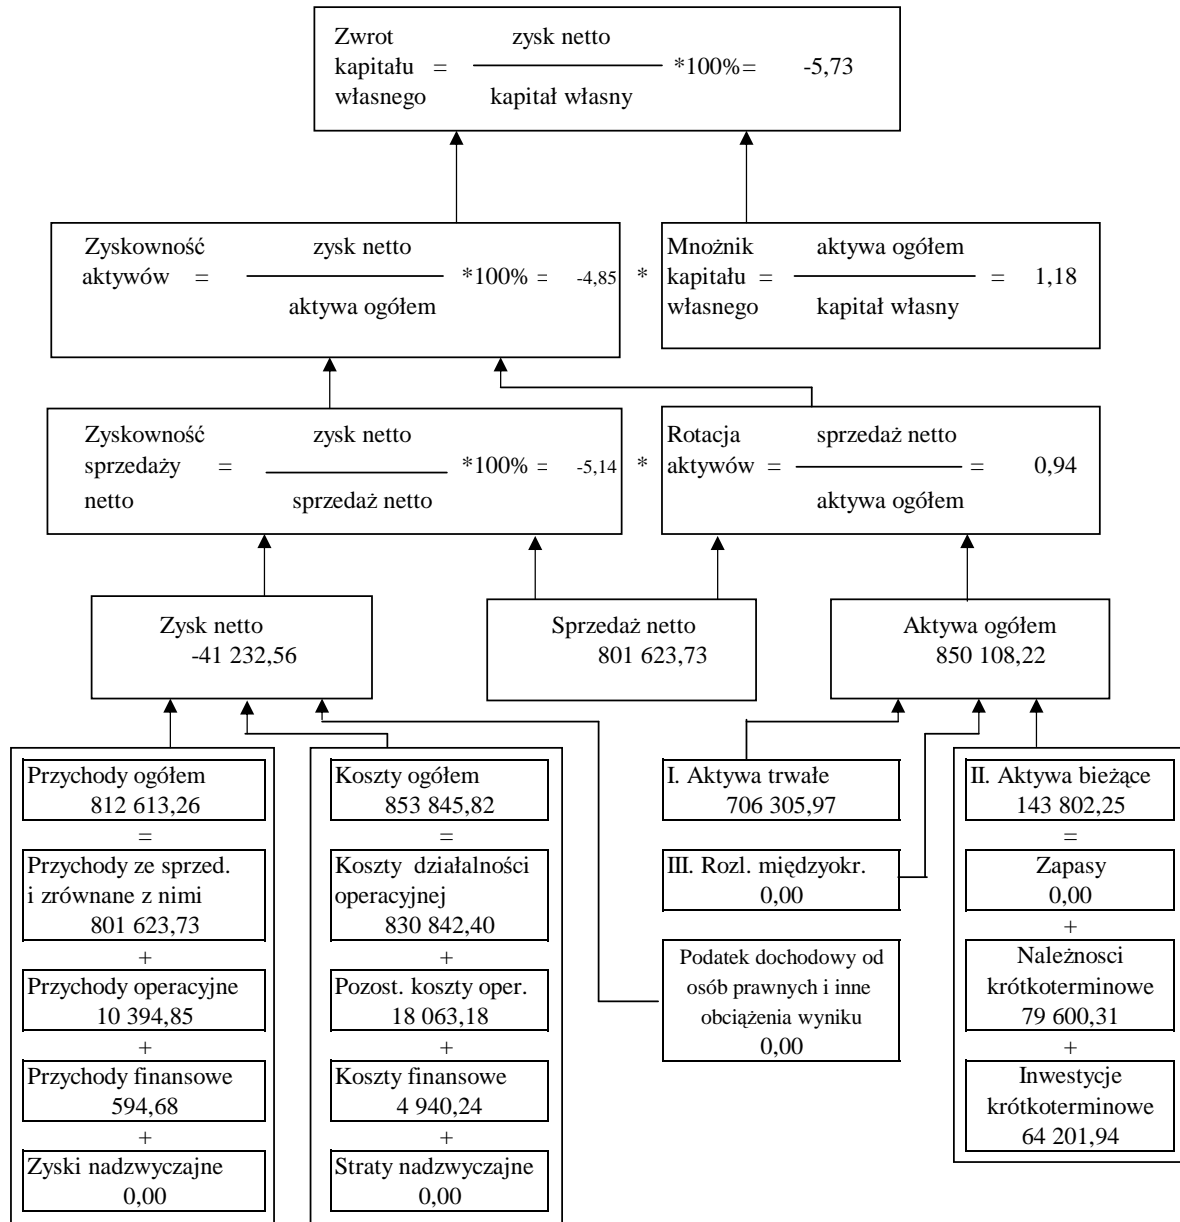 Zwrot
kapitału = zysk netto *100% = -5,73
własnego kapitał własny
Zyskowność zysk netto
aktywów = *100% = -4,85 *
aktywa ogółem
Mnożnik aktywa ogółem
kapitału = = 1,18
własnego kapitał własny
Zyskowność zysk netto
sprzedaży = *100% = -5,14 *
netto sprzedaż netto
Rotacja sprzedaż netto
aktywów = = 0,94
aktywa ogółem
Zysk netto
-41 232,56
Sprzedaż netto
801 623,73
Aktywa ogółem
850 108,22
Przychody ogółem
812 613,26
=
Przychody ze sprzed.
i zrównane z nimi
801 623,73
+
Przychody operacyjne
10 394,85
+
Przychody finansowe
594,68
+
Zyski nadzwyczajne
0,00
Koszty ogółem
853 845,82
=
Koszty działalności
operacyjnej
830 842,40
+
Pozost. koszty oper.
18 063,18
+
Koszty finansowe
4 940,24
+
Straty nadzwyczajne
0,00
I. Aktywa trwałe
706 305,97
III. Rozl. międzyokr.
0,00
Podatek dochodowy od
osób prawnych i inne
obciążenia wyniku
0,00
II. Aktywa bieżące
143 802,25
=
Zapasy
0,00
+
Należnosci
krótkoterminowe
79 600,31
+
Inwestycje
krótkoterminowe
64 201,94